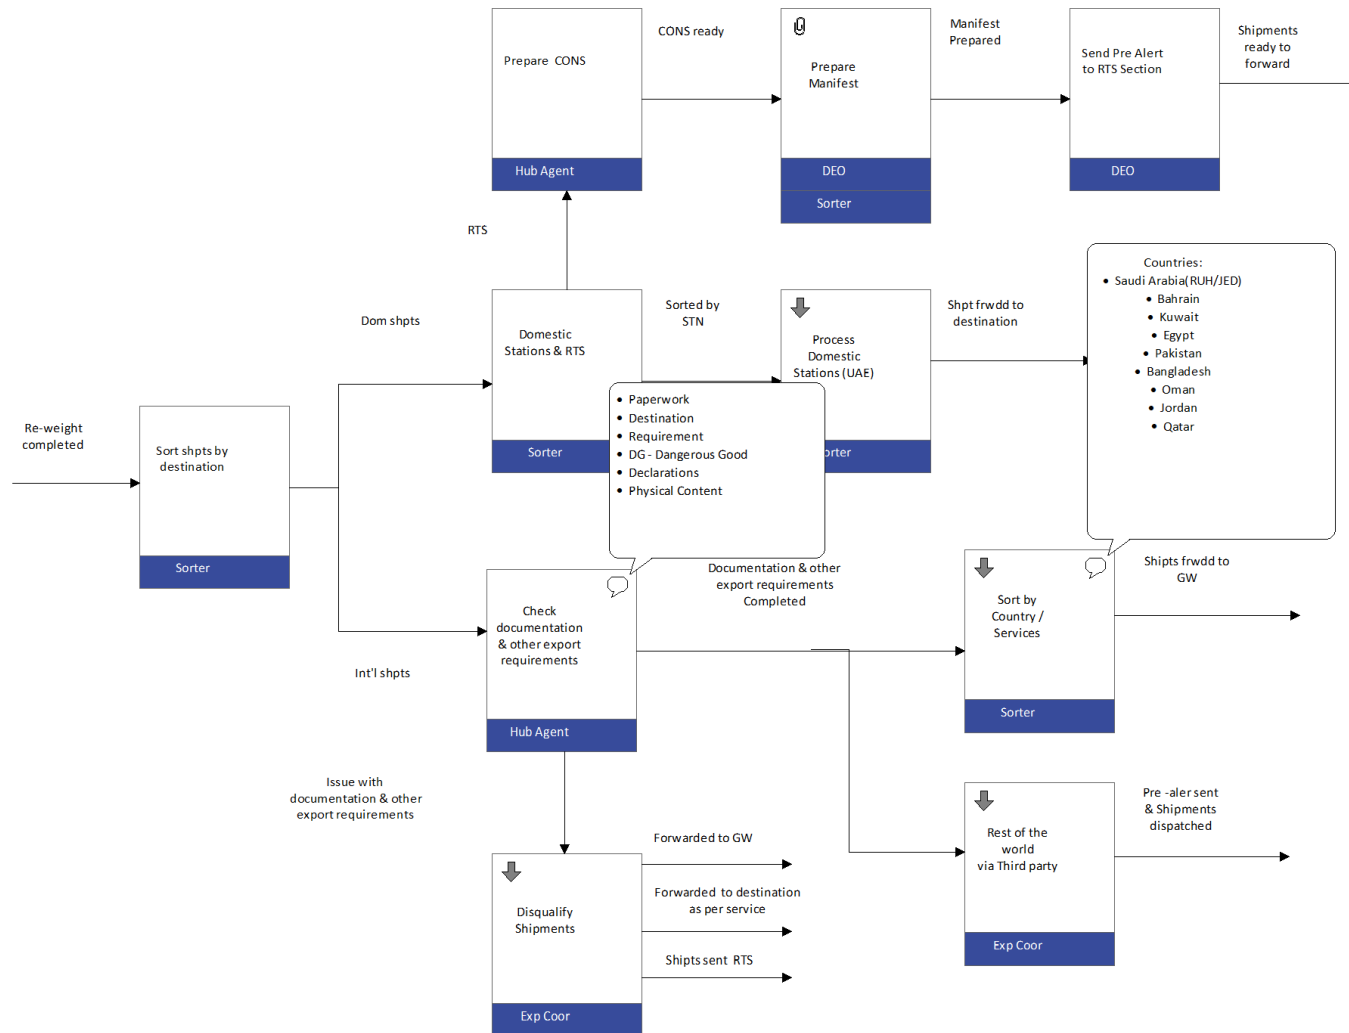 CONS ready
Manifest
Prepared
Shipments
ready to
forward
Prepare CONS
Hub Agent
Prepare
Manifest
DEO
Sorter
Send Pre Alert
to RTS Section
DEO
RTS
Dom shpts
Domestic
Stations & RTS
Sorter
Sorted by
STN
Process
Domestic
Stations (UAE)
orter
Shpt frwdd to
destination
Countries:
• Saudi Arabia(RUH/JED)
• Bahrain
• Kuwait
• Egypt
• Pakistan
• Bangladesh
• Oman
• Jordan
• Qatar
• Paperwork
• Destination
• Requirement
• DG - Dangerous Good
• Declarations
• Physical Content
Re-weight
completed
Sort shpts by
destination
Sorter
Int'l shpts
Check
documentation
& other export
requirements
Hub Agent
Documentation & other
export requirements
Completed
Sort by
Country /
Services
Sorter
Shipts frwdd to
GW
Issue with
documentation & other
export requirements
Disqualify
Shipments
Exp Coor
Forwarded to GW
Forwarded to destination
as per service
Shipts sent RTS
Rest of the
world
via Third party
Exp Coor
Pre -aler sent
& Shipments
dispatched